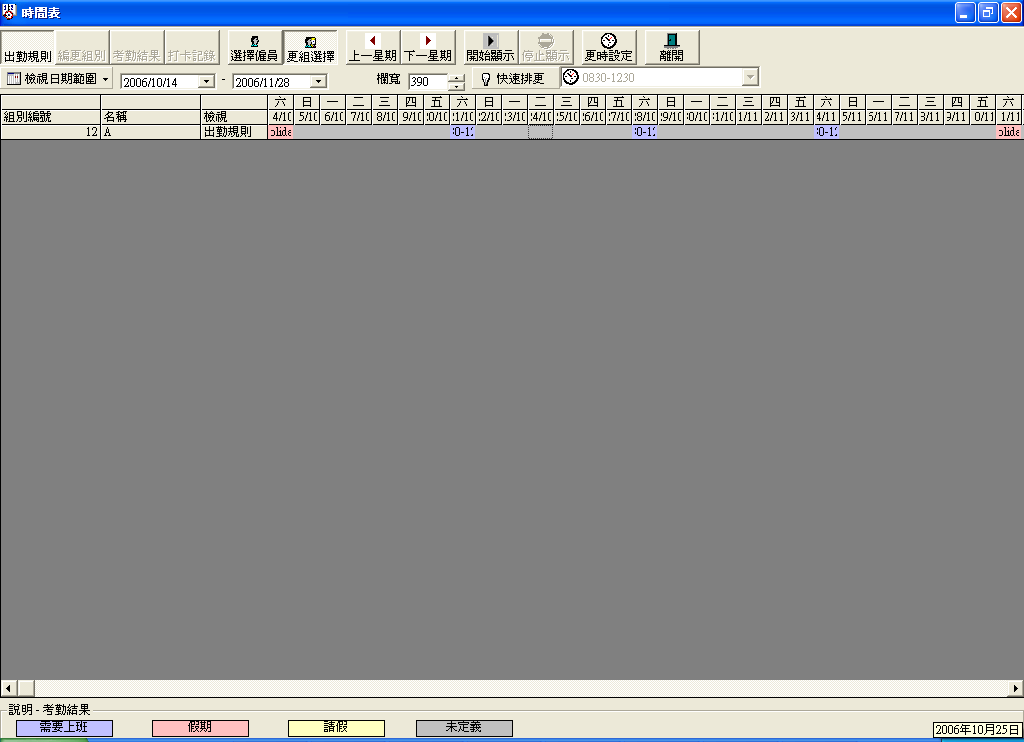 時間表
出勤規則 編更組別 考勤結果 打卡記錄 選擇僱員 更組選擇 上一星期 下一星期 開始顯示 停止顯示 更時設定 離開
檢視日期範圍 2006/10/14 - 2006/11/28 欄寬 390 快速排更 0830-1230
六 日 一 二 三 四 五 六 日 一 二 三 四 五 六 日 一 二 三 四 五 六 日 一 二 三 四 五 六
組別編號 名稱 檢視 4/10 5/10 6/10 7/10 8/10 9/10 0/10 1/10 2/10 3/10 4/10 5/10 6/10 7/10 8/10 9/10 0/10 1/10 1/11 2/11 3/11 4/11 5/11 6/11 7/11 3/11 9/11 0/11 1/11
12 A 出勤規則
說明 - 考勤結果
需要上班 假期 請假 未定義
2006年10月25日